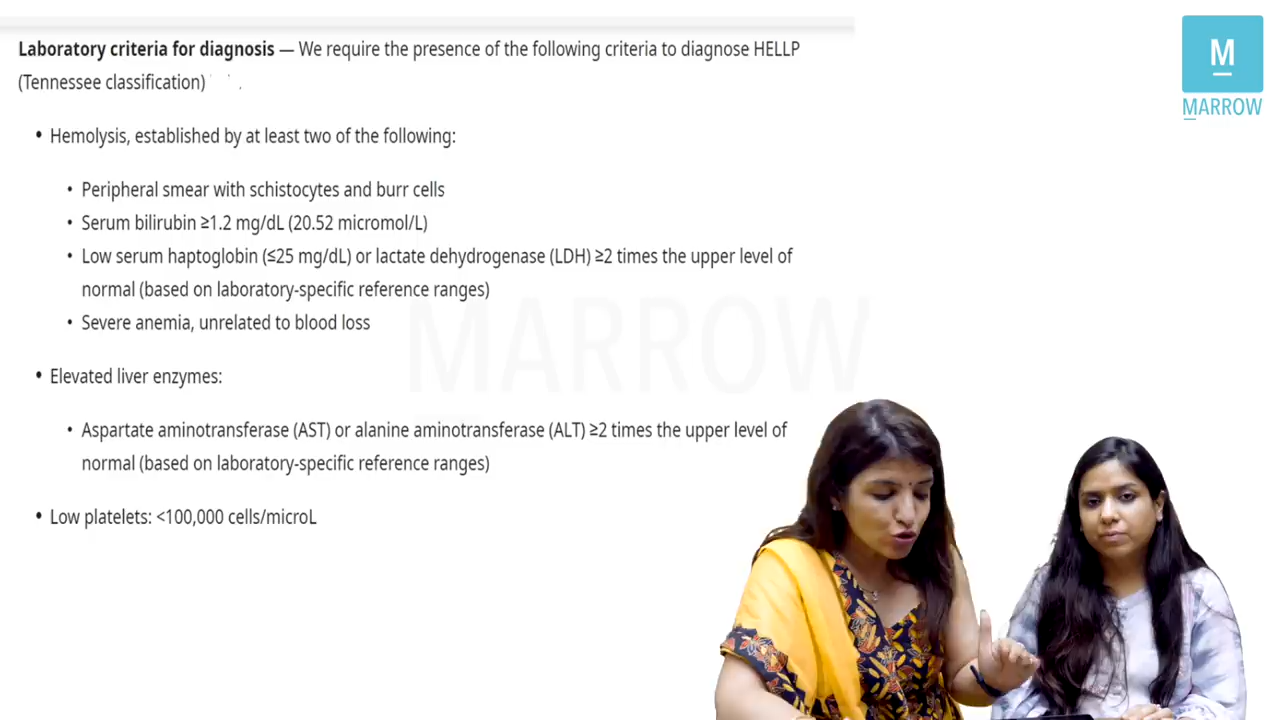 Laboratory criteria for diagnosis — We require the presence of the following criteria to diagnose HELLP
(Tennessee classification)
• Hemolysis, established by at least two of the following:
• Peripheral smear with schistocytes and burr cells
• Serum bilirubin ≥1.2 mg/dL (20.52 micromol/L)
• Low serum haptoglobin (≤25 mg/dL) or lactate dehydrogenase (LDH) ≥2 times the upper level of
normal (based on laboratory-specific reference ranges)
• Severe anemia, unrelated to blood loss
• Elevated liver enzymes:
• Aspartate aminotransferase (AST) or alanine aminotransferase (ALT) ≥2 times the upper level of
normal (based on laboratory-specific reference ranges)
• Low platelets: <100,000 cells/microL
M
MARROW
MARROW